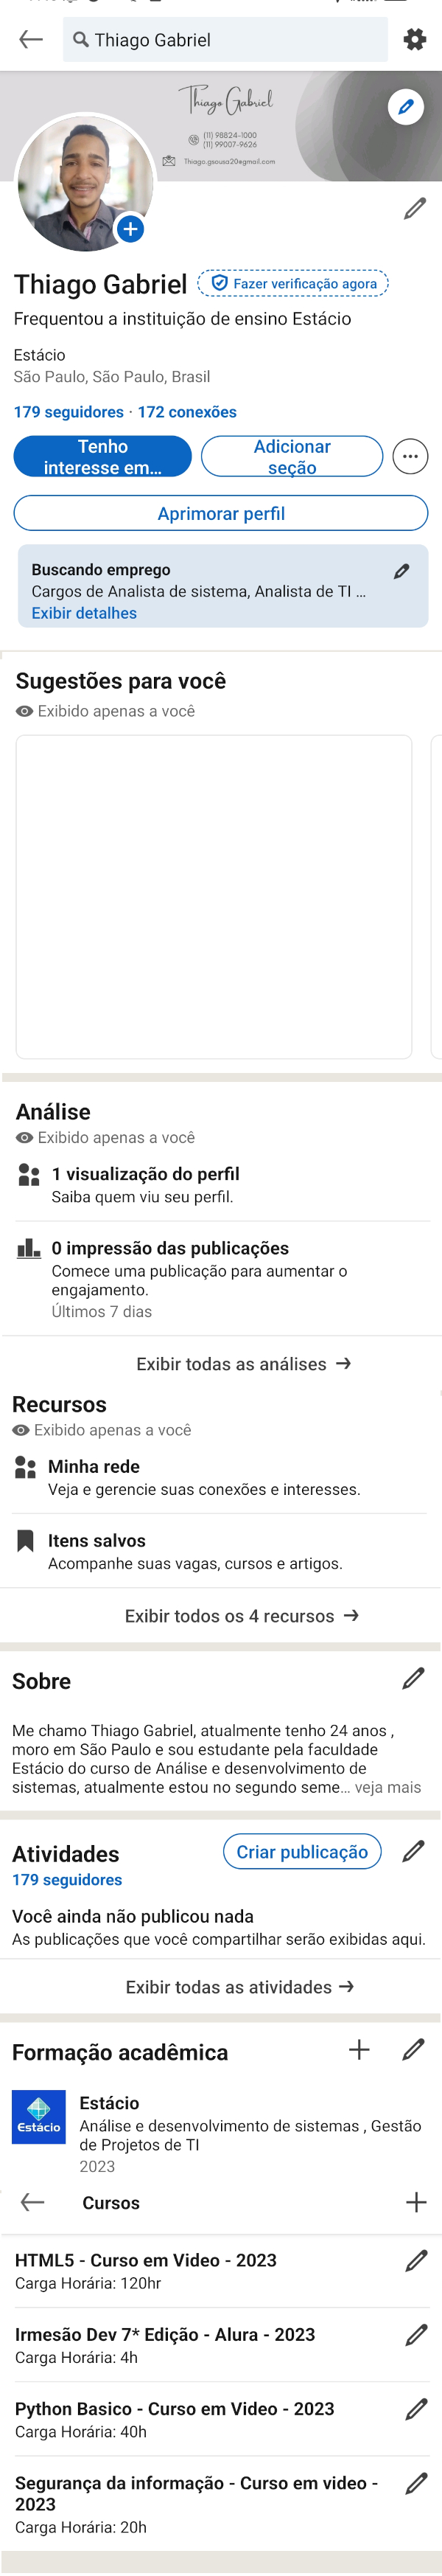 Thiago Gabriel
Thiago Gabriel
(11) 98824-1000
(11) 99007-9626
Thiago.gsousa20@gmail.com
Thiago Gabriel
Fazer verificação agora
Frequentou a instituição de ensino Estácio
Estácio
São Paulo, São Paulo, Brasil
179 seguidores · 172 conexões
Tenho
interesse em...
Adicionar
seção
Aprimorar perfil
Buscando emprego
Cargos de Analista de sistema, Analista de TI ...
Exibir detalhes
Sugestões para você
Exibido apenas a você
Análise
Exibido apenas a você
1 visualização do perfil
Saiba quem viu seu perfil.
0 impressão das publicações
Comece uma publicação para aumentar o
engajamento.
Últimos 7 dias
Exibir todas as análises →
Recursos
Exibido apenas a você
Minha rede
Veja e gerencie suas conexões e interesses.
Itens salvos
Acompanhe suas vagas, cursos e artigos.
Exibir todos os 4 recursos →
Sobre
Me chamo Thiago Gabriel, atualmente tenho 24 anos ,
moro em São Paulo e sou estudante pela faculdade
Estácio do curso de Análise e desenvolvimento de
sistemas, atualmente estou no segundo seme... veja mais
Atividades
Criar publicação
179 seguidores
Você ainda não publicou nada
As publicações que você compartilhar serão exibidas aqui.
Exibir todas as atividades →
Formação acadêmica
Estácio
Estácio
Análise e desenvolvimento de sistemas , Gestão
de Projetos de TI
2023
Cursos
HTML5 - Curso em Video - 2023
Carga Horária: 120hr
Irmesão Dev 7* Edição - Alura - 2023
Carga Horária: 4h
Python Basico - Curso em Video - 2023
Carga Horária: 40h
Segurança da informação - Curso em video -
2023
Carga Horária: 20h